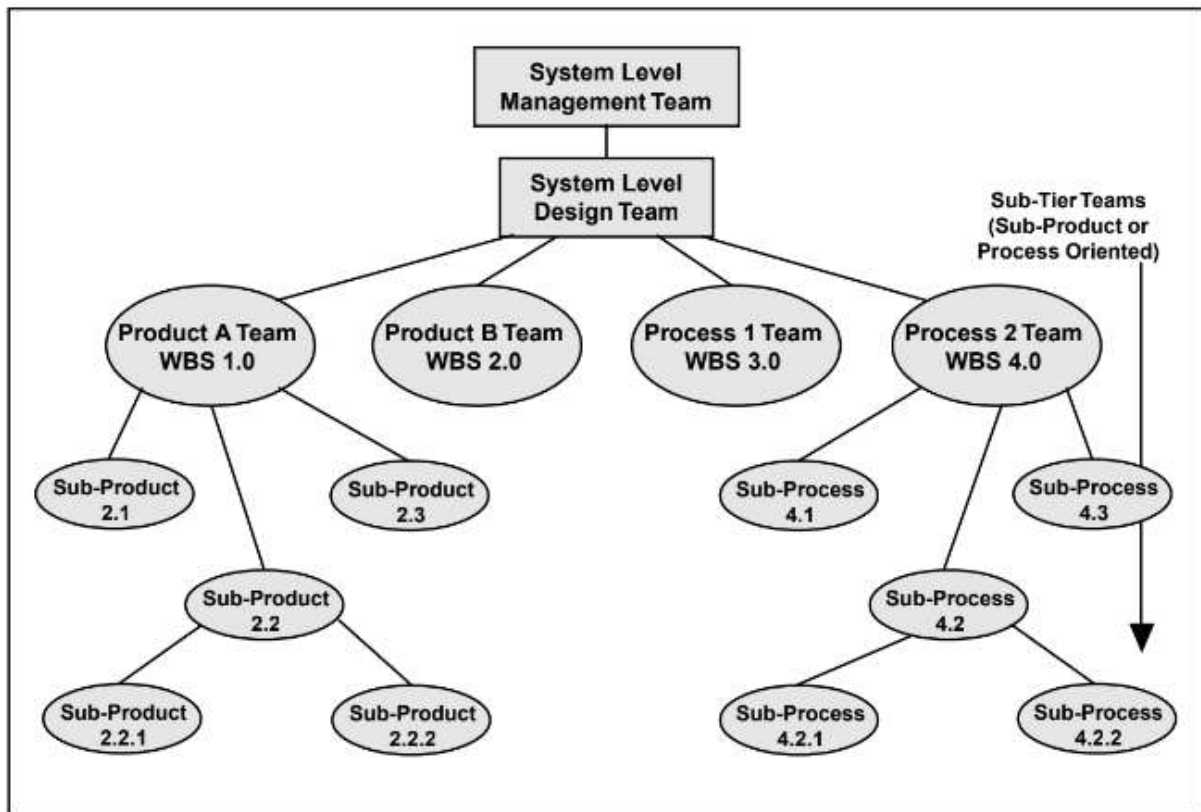 System Level
Management Team
System Level
Design Team
Sub-Tier Teams
(Sub-Product or
Process Oriented)
Product A Team
WBS 1.0
Product B Team
WBS 2.0
Process 1 Team
WBS 3.0
Process 2 Team
WBS 4.0
Sub-Product
2.1
Sub-Product
2.3
Sub-Process
4.1
Sub-Process
4.3
Sub-Product
2.2
Sub-Process
4.2
Sub-Product
2.2.1
Sub-Product
2.2.2
Sub-Process
4.2.1
Sub-Process
4.2.2